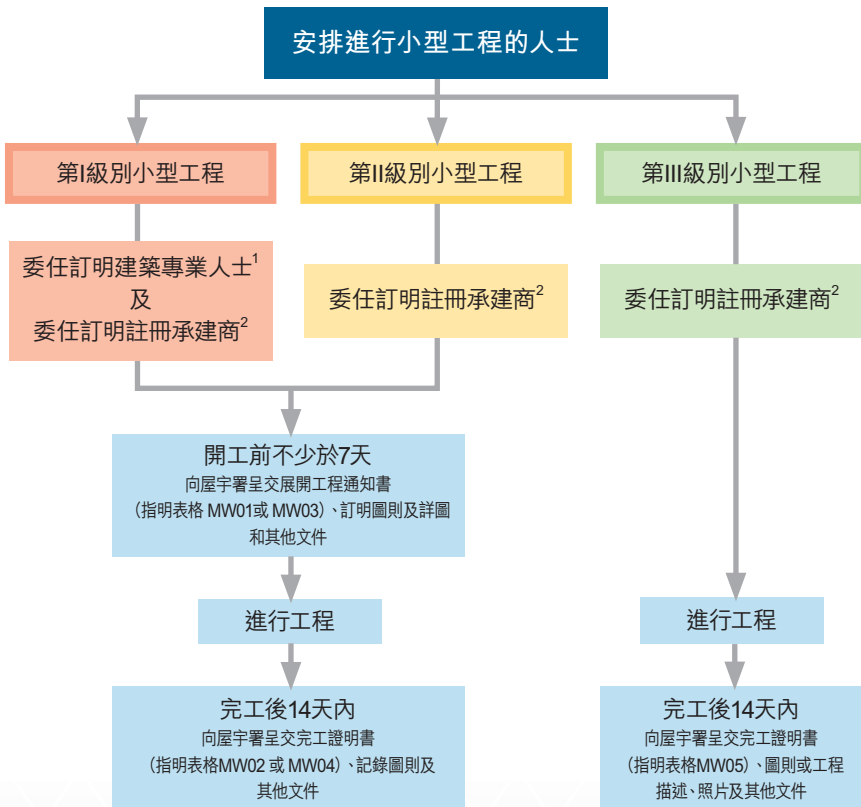 安排進行小型工程的人士
第I級別小型工程
第II級別小型工程
第III級別小型工程
委任訂明建築專業人士1
及
委任訂明註冊承建商2
委任訂明註冊承建商2
委任訂明註冊承建商2
開工前不少於7天
向屋宇署呈交展開工程通知書
(指明表格 MW01或 MW03)、訂明圖則及詳圖
和其他文件
進行工程
進行工程
完工後14天內
向屋宇署呈交完工證明書
(指明表格MW02 或 MW04)、記錄圖則及
其他文件
完工後14天內
向屋宇署呈交完工證明書
(指明表格MW05)、圖則或工程
描述、照片及其他文件